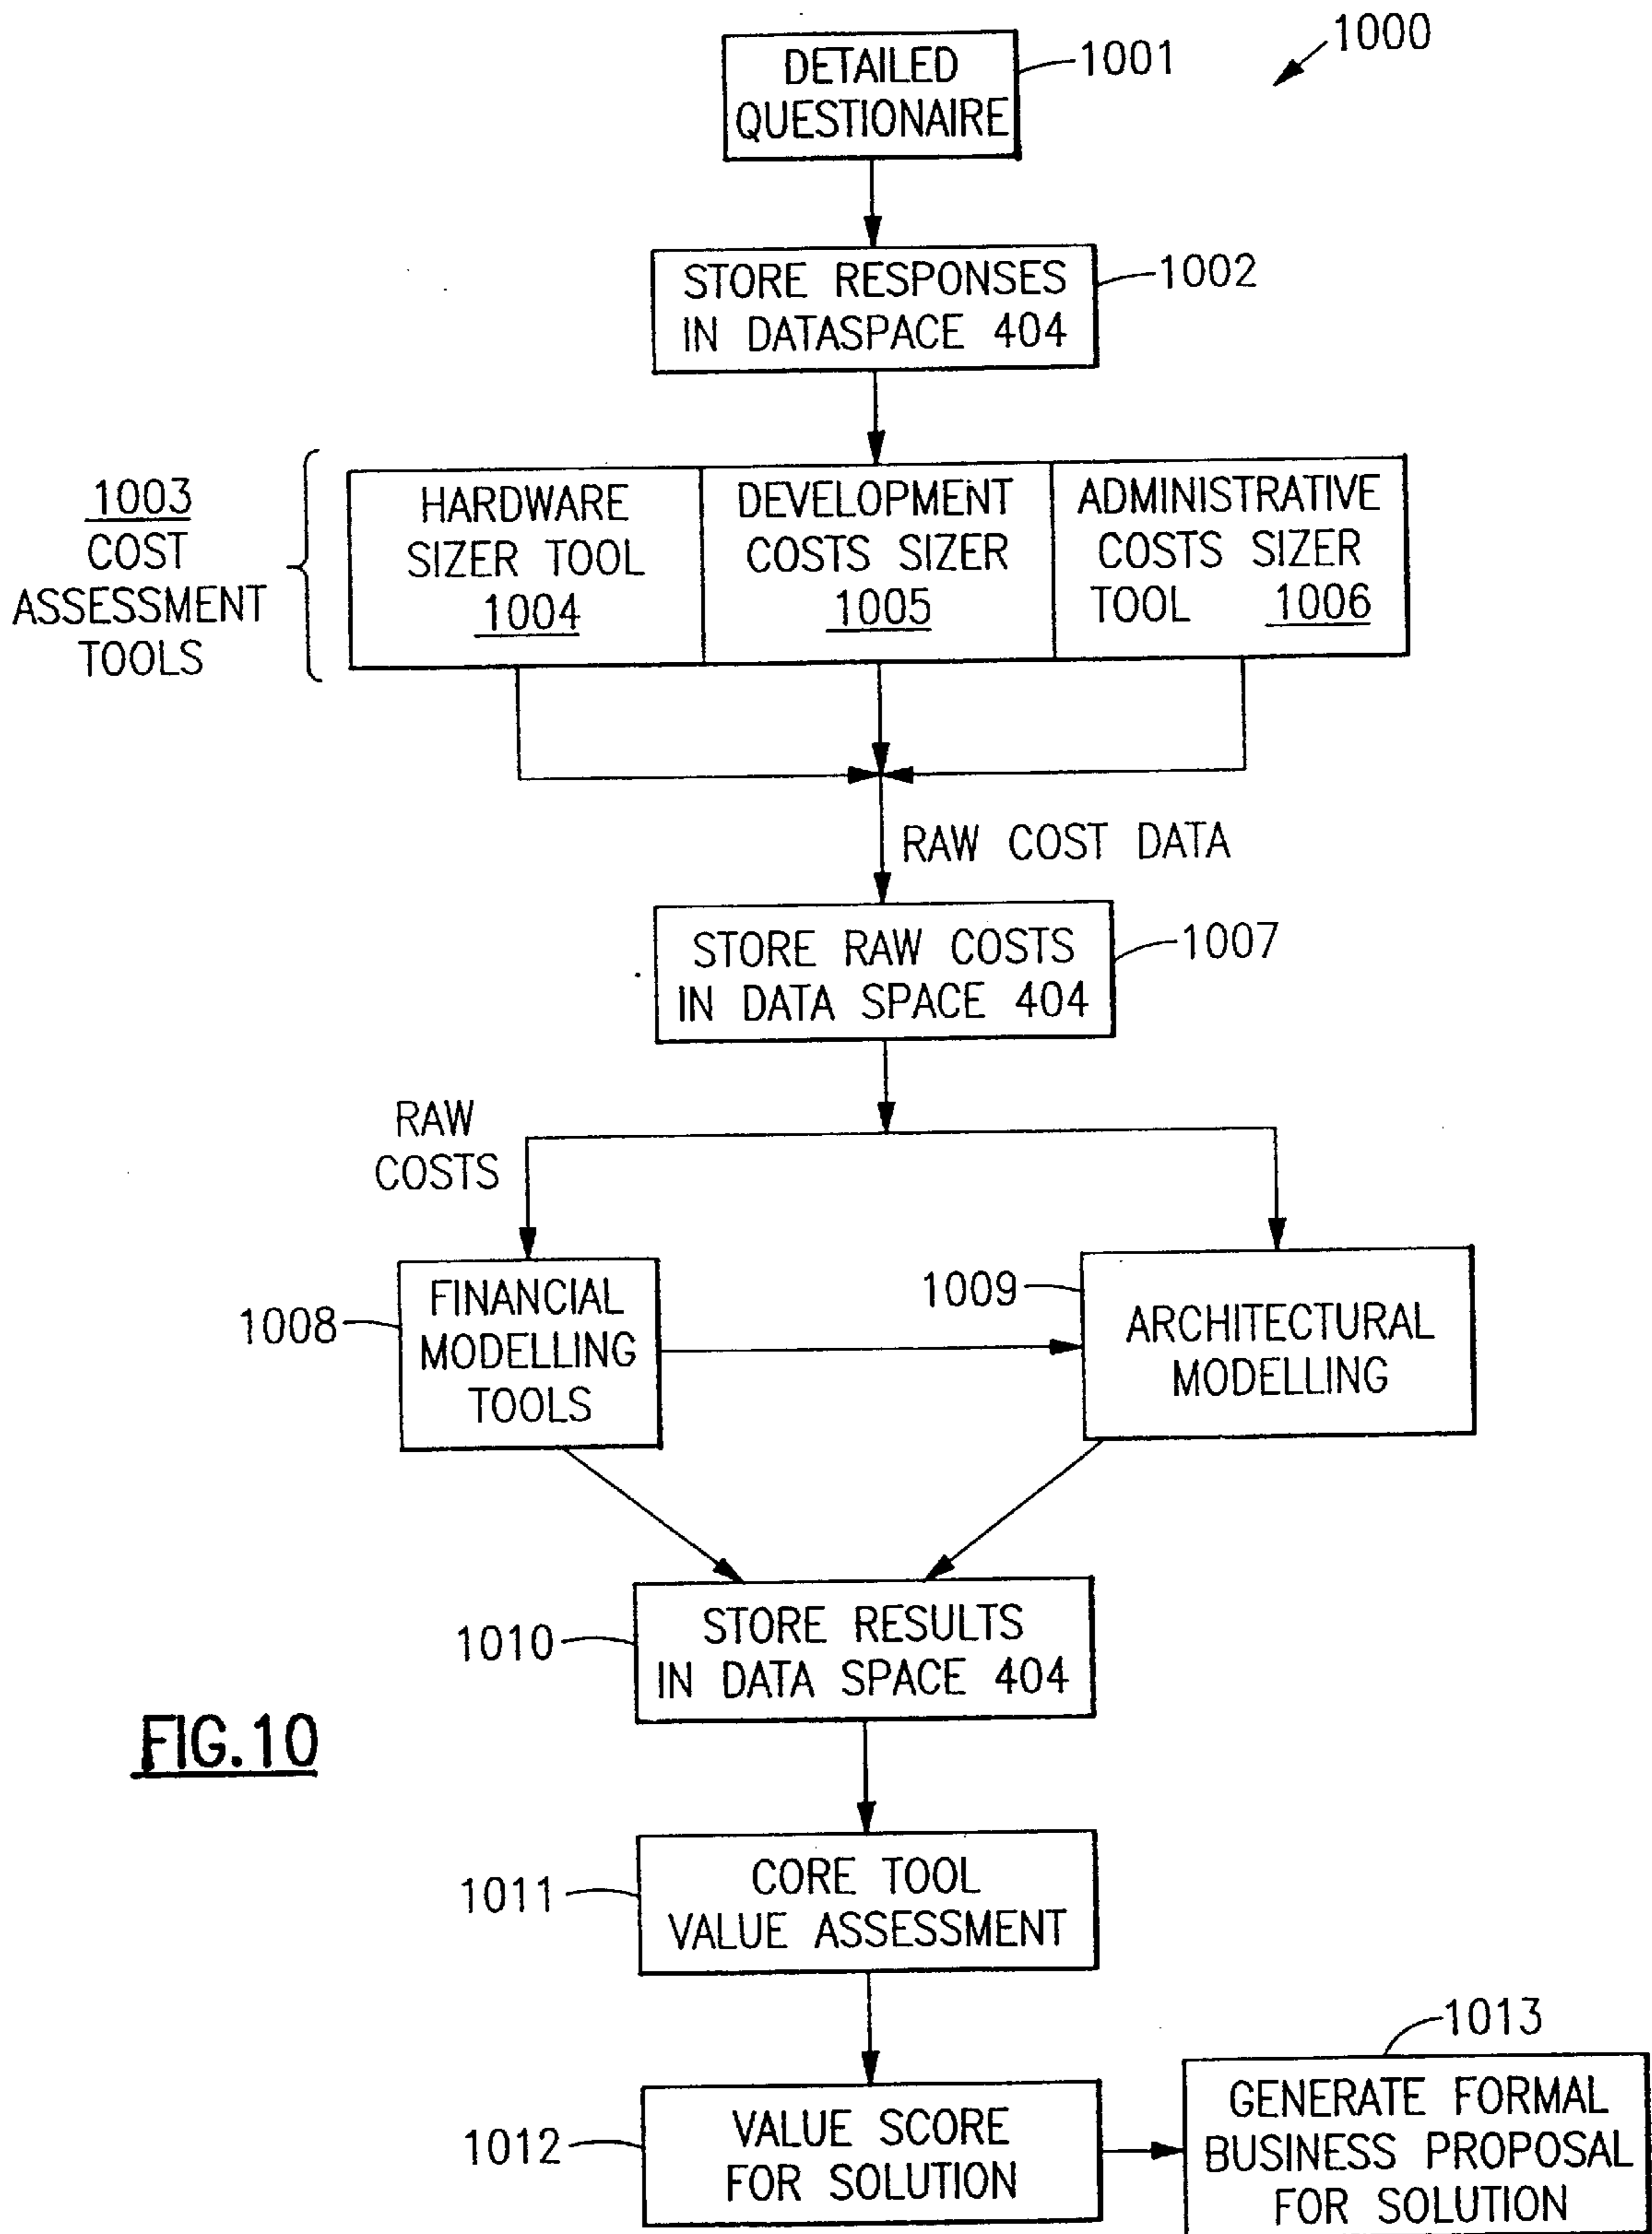 1000
DETAILED
QUESTIONAIRE
1001
STORE RESPONSES
IN DATASPACE 404
1002
1003
COST
ASSESSMENT
TOOLS
HARDWARE
SIZER TOOL
1004
DEVELOPMENT
COSTS SIZER
1005
ADMINISTRATIVE
COSTS SIZER
TOOL 1006
RAW COST DATA
STORE RAW COSTS
IN DATA SPACE 404
1007
RAW
COSTS
1008
FINANCIAL
MODELLING
TOOLS
1009
ARCHITECTURAL
MODELLING
1010
STORE RESULTS
IN DATA SPACE 404
FIG.10
1011
CORE TOOL
VALUE ASSESSMENT
1012
VALUE SCORE
FOR SOLUTION
1013
GENERATE FORMAL
BUSINESS PROPOSAL
FOR SOLUTION